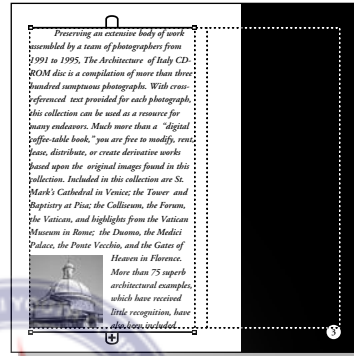 Preserving an extensive body of work
assembled by a team of photographers from
1991 to 1995, The Architecture of Italy CD-
ROM disc is a compilation of more than three
hundred sumptuous photographs. With cross-
referenced text provided for each photograph,
this collection can be used as a resource for
many endeavors. Much more than a "digital
coffee-table book," you are free to modify, rent,
lease, distribute, or create derivative works
based upon the original images found in this
collection. Included in this collection are St.
Mark's Cathedral in Venice; the Tower and
Baptistry at Pisa; the Colliseum, the Forum,
the Vatican, and highlights from the Vatican
Museum in Rome; the Duomo, the Medici
Palace, the Ponte Vecchio, and the Gates of
Heaven in Florence.
More than 75 superb
architectural examples,
which have received
little recognition, have
also been included
3